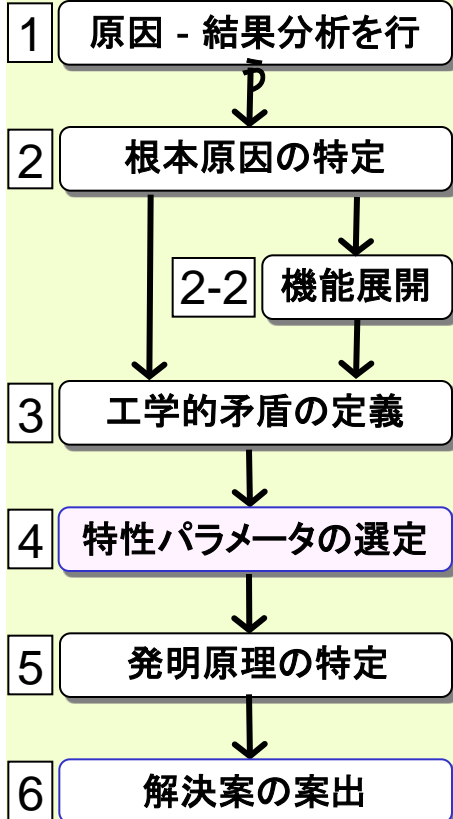 1
原因 - 結果分析を行
う
2
根本原因の特定
2-2
機能展開
3
工学的矛盾の定義
4
特性パラメータの選定
5
発明原理の特定
6
解決案の案出